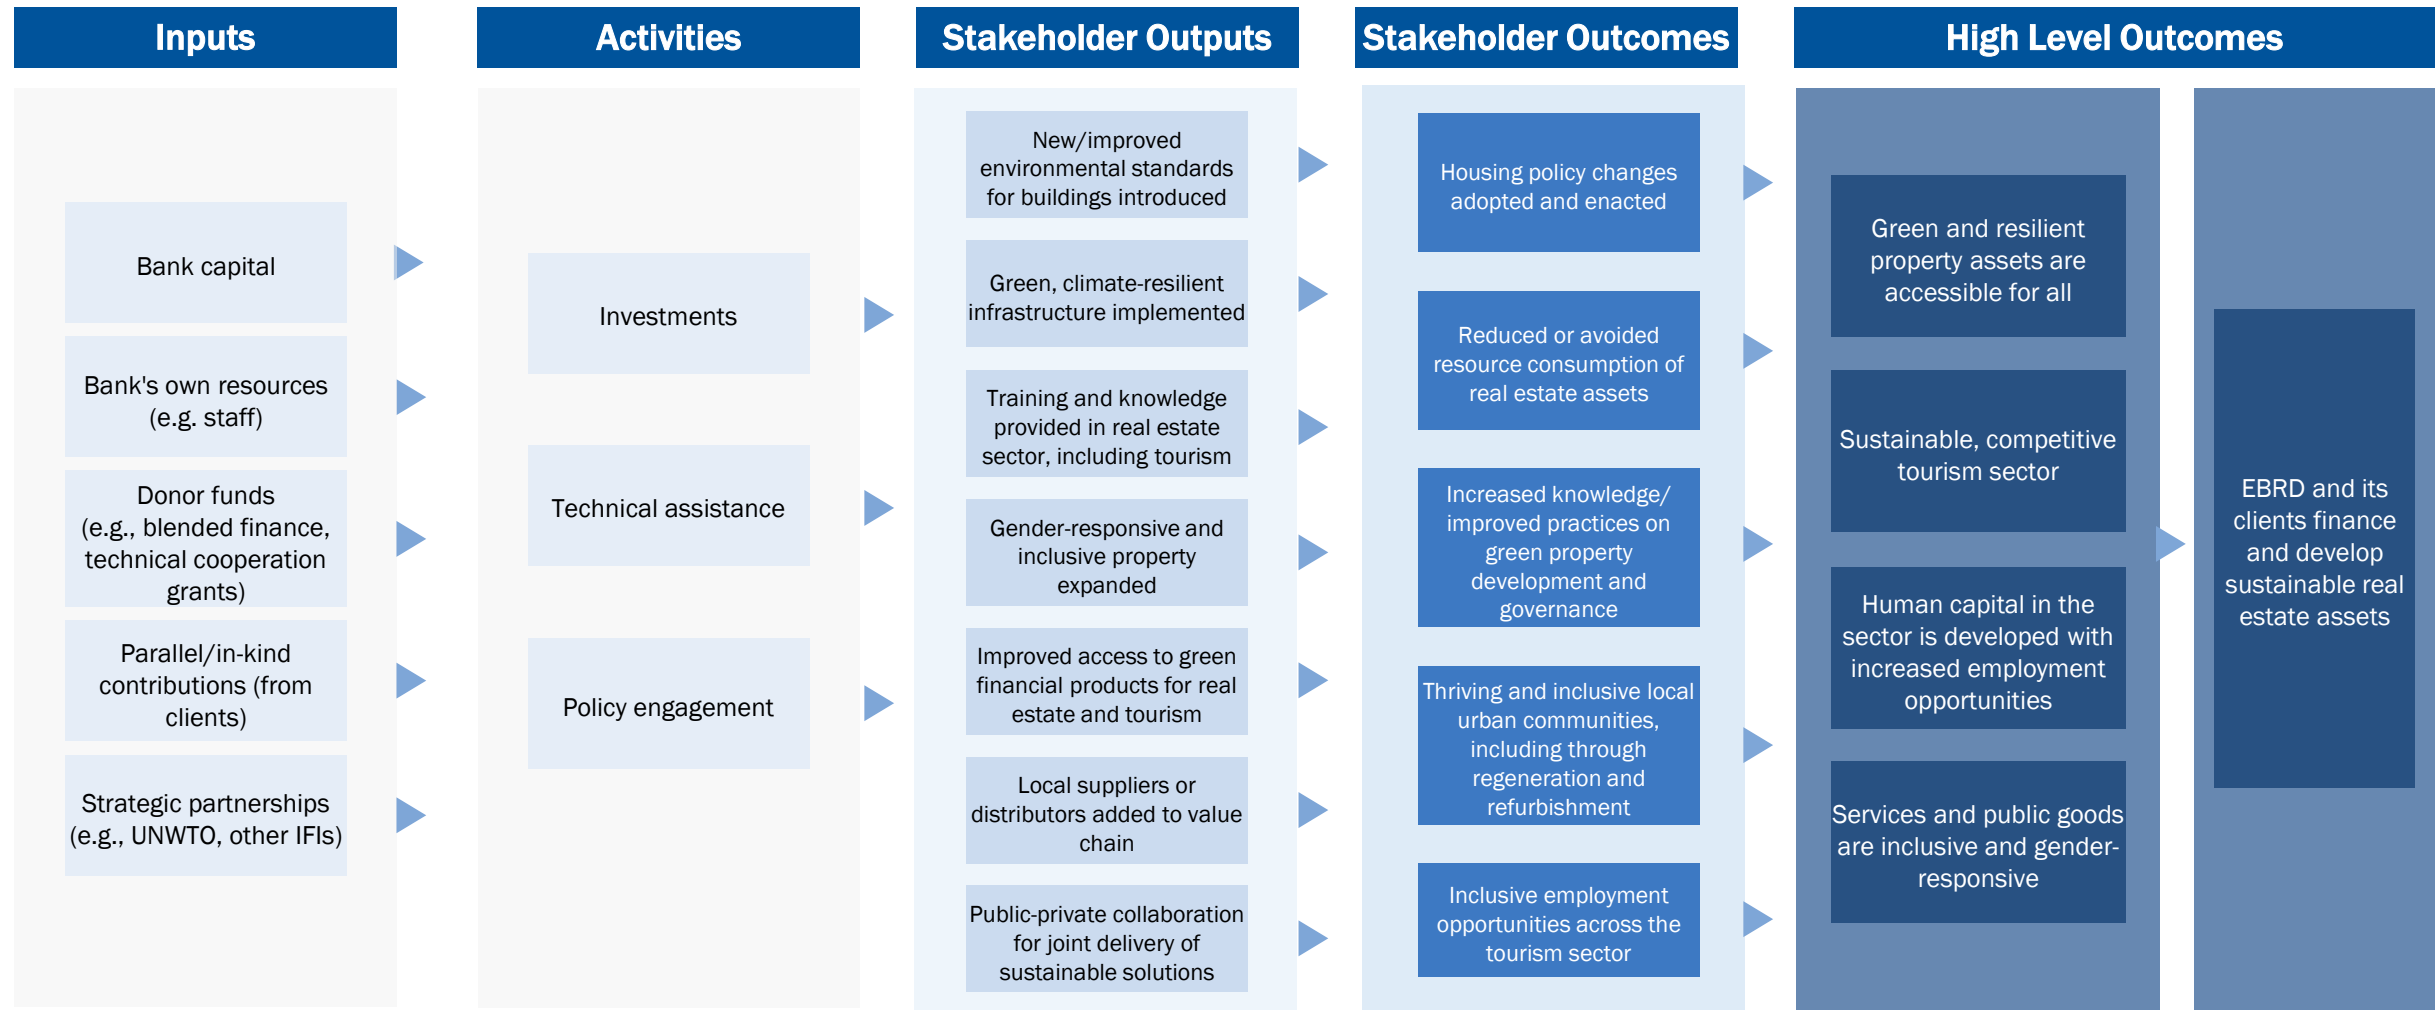 Inputs
Activities
Stakeholder Outputs
Stakeholder Outcomes
High Level Outcomes
Bank capital
Bank's own resources
(e.g. staff)
Donor funds
(e.g., blended finance,
technical cooperation
grants)
Parallel/in-kind
contributions (from
clients)
Strategic partnerships
(e.g., UNWTO, other IFIs)
Investments
Technical assistance
Policy engagement
New/improved
environmental standards
for buildings introduced
Green, climate-resilient
infrastructure implemented
Training and knowledge
provided in real estate
sector, including tourism
Gender-responsive and
inclusive property
expanded
Improved access to green
financial products for real
estate and tourism
Local suppliers or
distributors added to value
chain
Public-private collaboration
for joint delivery of
sustainable solutions
Housing policy changes
adopted and enacted
Reduced or avoided
resource consumption of
real estate assets
Increased knowledge/
improved practices on
green property
development and
governance
Thriving and inclusive local
urban communities,
including through
regeneration and
refurbishment
Inclusive employment
opportunities across the
tourism sector
Green and resilient
property assets are
accessible for all
Sustainable, competitive
tourism sector
Human capital in the
sector is developed with
increased employment
opportunities
Services and public goods
are inclusive and gender-
responsive
EBRD and its
clients finance
and develop
sustainable real
estate assets